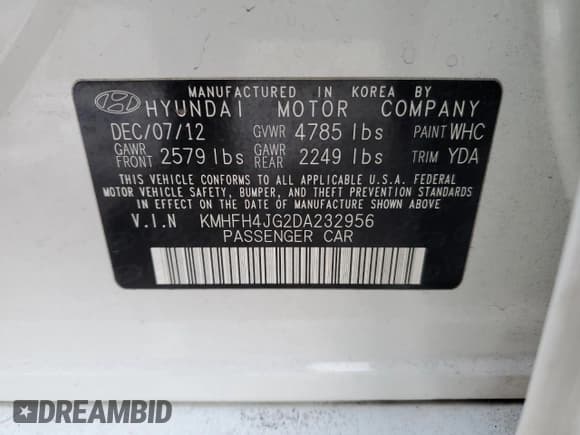 MANUFACTURED IN KOREA BY
HYUNDAI MOTOR COMPANY
DEC/07/12 GVWR 4785 lbs PAINT WHC
GAWR FRONT 2579 lbs GAWR REAR 2249 lbs TRIM YDA
THIS VEHICLE CONFORMS TO ALL APPLICABLE U.S.A. FEDERAL
MOTOR VEHICLE SAFETY, BUMPER, AND THEFT PREVENTION STANDARDS
IN EFFECT ON THE DATE OF MANUFACTURE SHOWN ABOVE
V.I.N KMHFH4JG2DA232956
PASSENGER CAR
DREAMBID